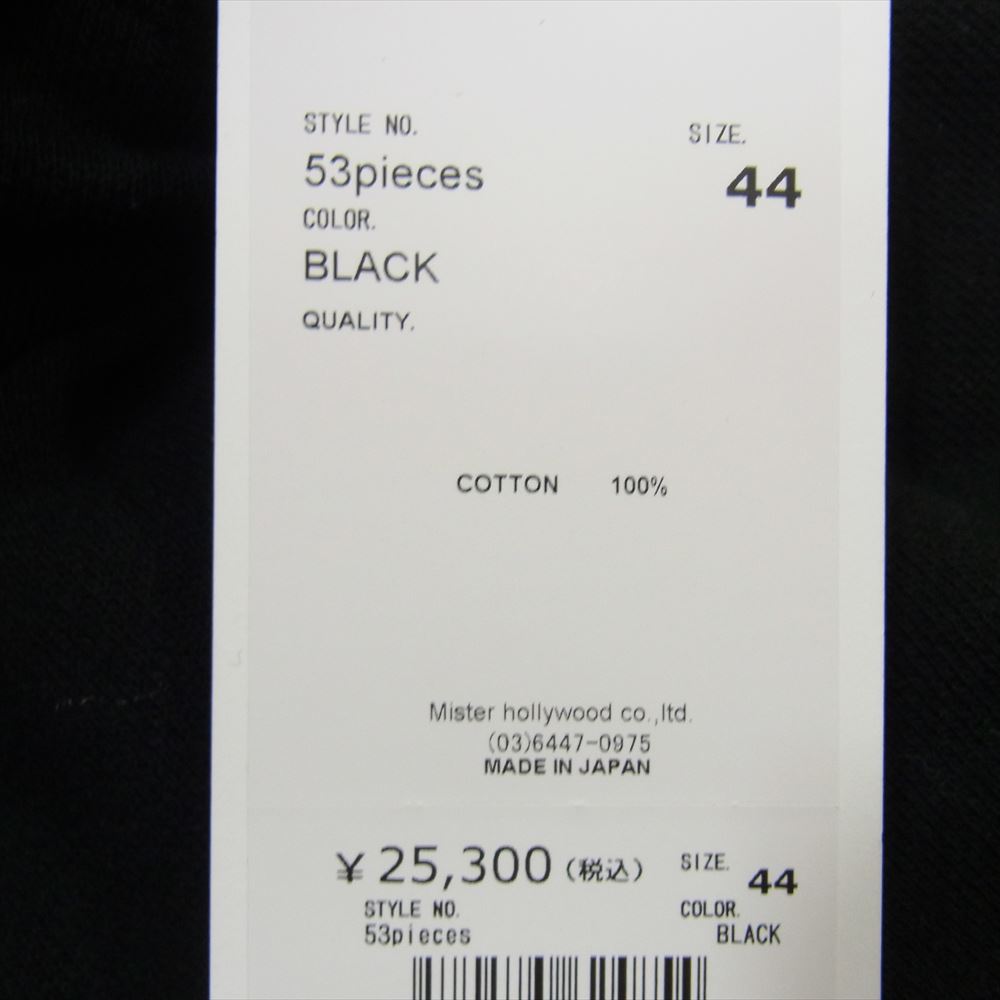 STYLE NO.
53pieces
SIZE.
44
COLOR.
BLACK
QUALITY.
COTTON 100%
Mister hollywood co.,ltd.
(03)6447-0975
MADE IN JAPAN
¥ 25,300 (税込)
SIZE. 44
STYLE NO.
53pieces
COLOR.
BLACK